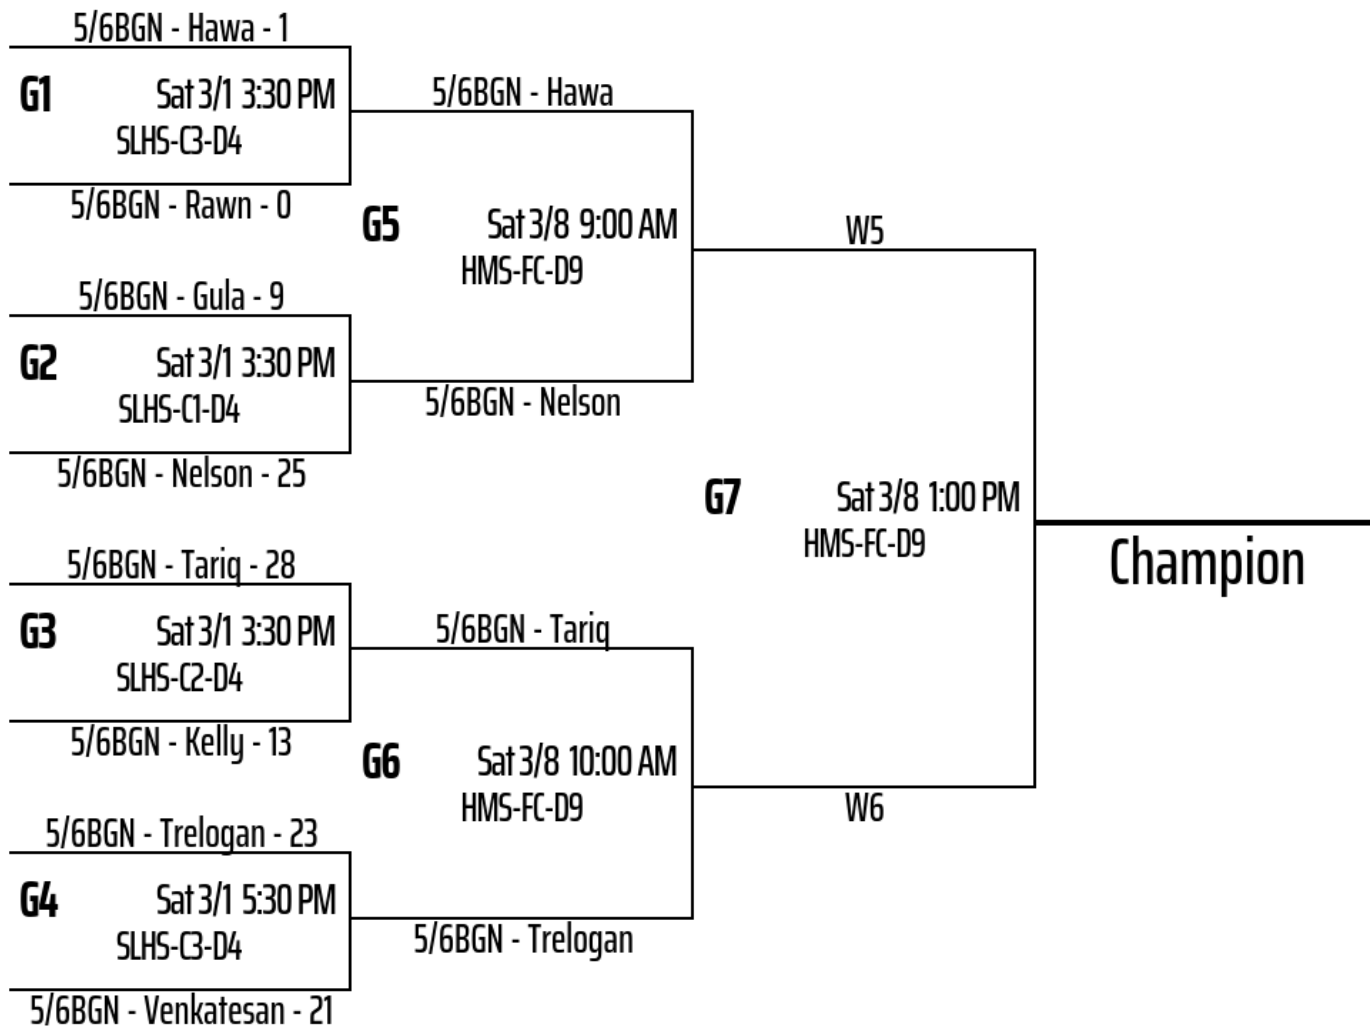 5/6BGN - Hawa - 1
G1 Sat 3/1 3:30 PM
SLHS-C3-D4
5/6BGN - Rawn - 0
5/6BGN - Hawa
G5 Sat 3/8 9:00 AM
HMS-FC-D9
5/6BGN - Gula - 9
G2 Sat 3/1 3:30 PM
SLHS-C1-D4
5/6BGN - Nelson - 25
5/6BGN - Nelson
W5
G7 Sat 3/8 1:00 PM
HMS-FC-D9
Champion
5/6BGN - Tariq - 28
G3 Sat 3/1 3:30 PM
SLHS-C2-D4
5/6BGN - Kelly - 13
5/6BGN - Tariq
G6 Sat 3/8 10:00 AM
HMS-FC-D9
W6
5/6BGN - Trelogan - 23
G4 Sat 3/1 5:30 PM
SLHS-C3-D4
5/6BGN - Venkatesan - 21
5/6BGN - Trelogan